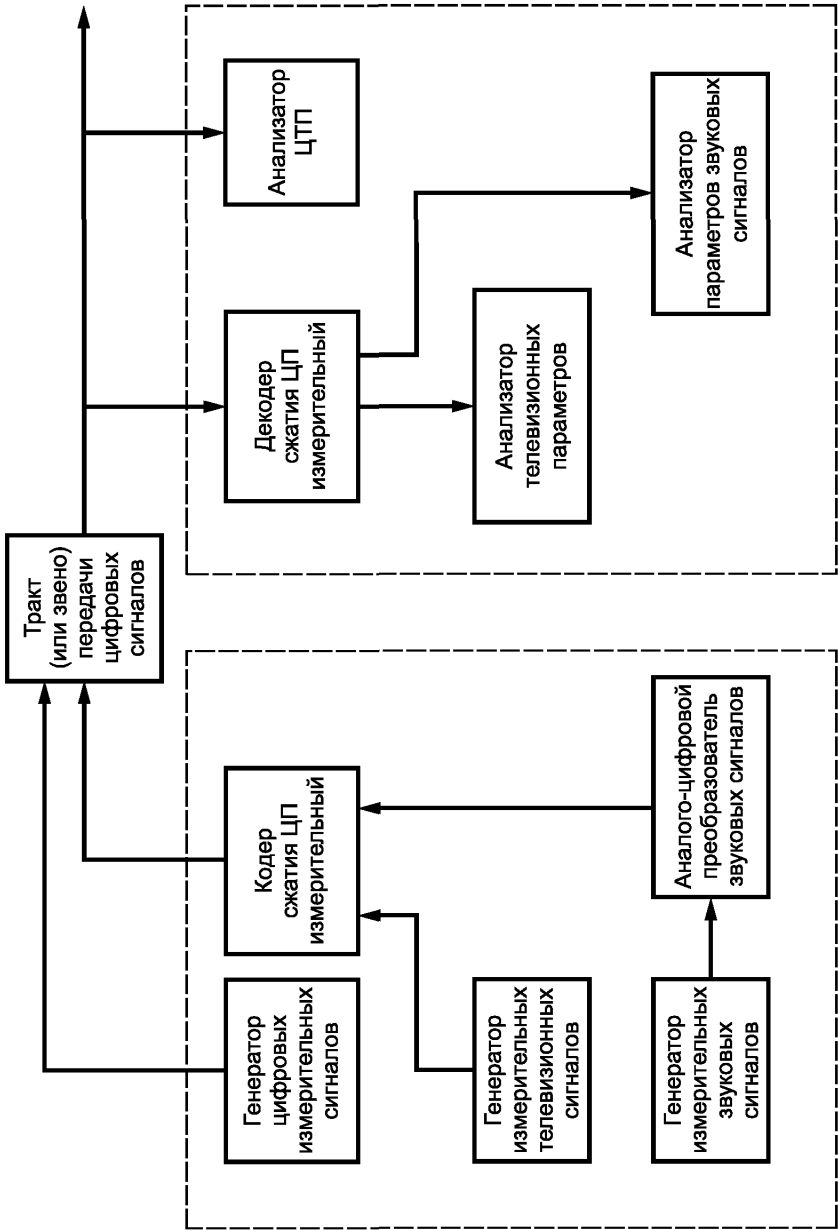 Генератор
цифровых
измерительных
сигналов
Кодер
сжатия ЦП
измерительный
Тракт
(или звено)
передачи
цифровых
сигналов
Декодер
сжатия ЦП
измерительный
Анализатор
ЦТП
Генератор
измерительных
телевизионных
сигналов
Анализатор
телевизионных
параметров
Генератор
измерительных
звуковых
сигналов
Аналого-цифровой
преобразователь
звуковых сигналов
Анализатор
параметров звуковых
сигналов